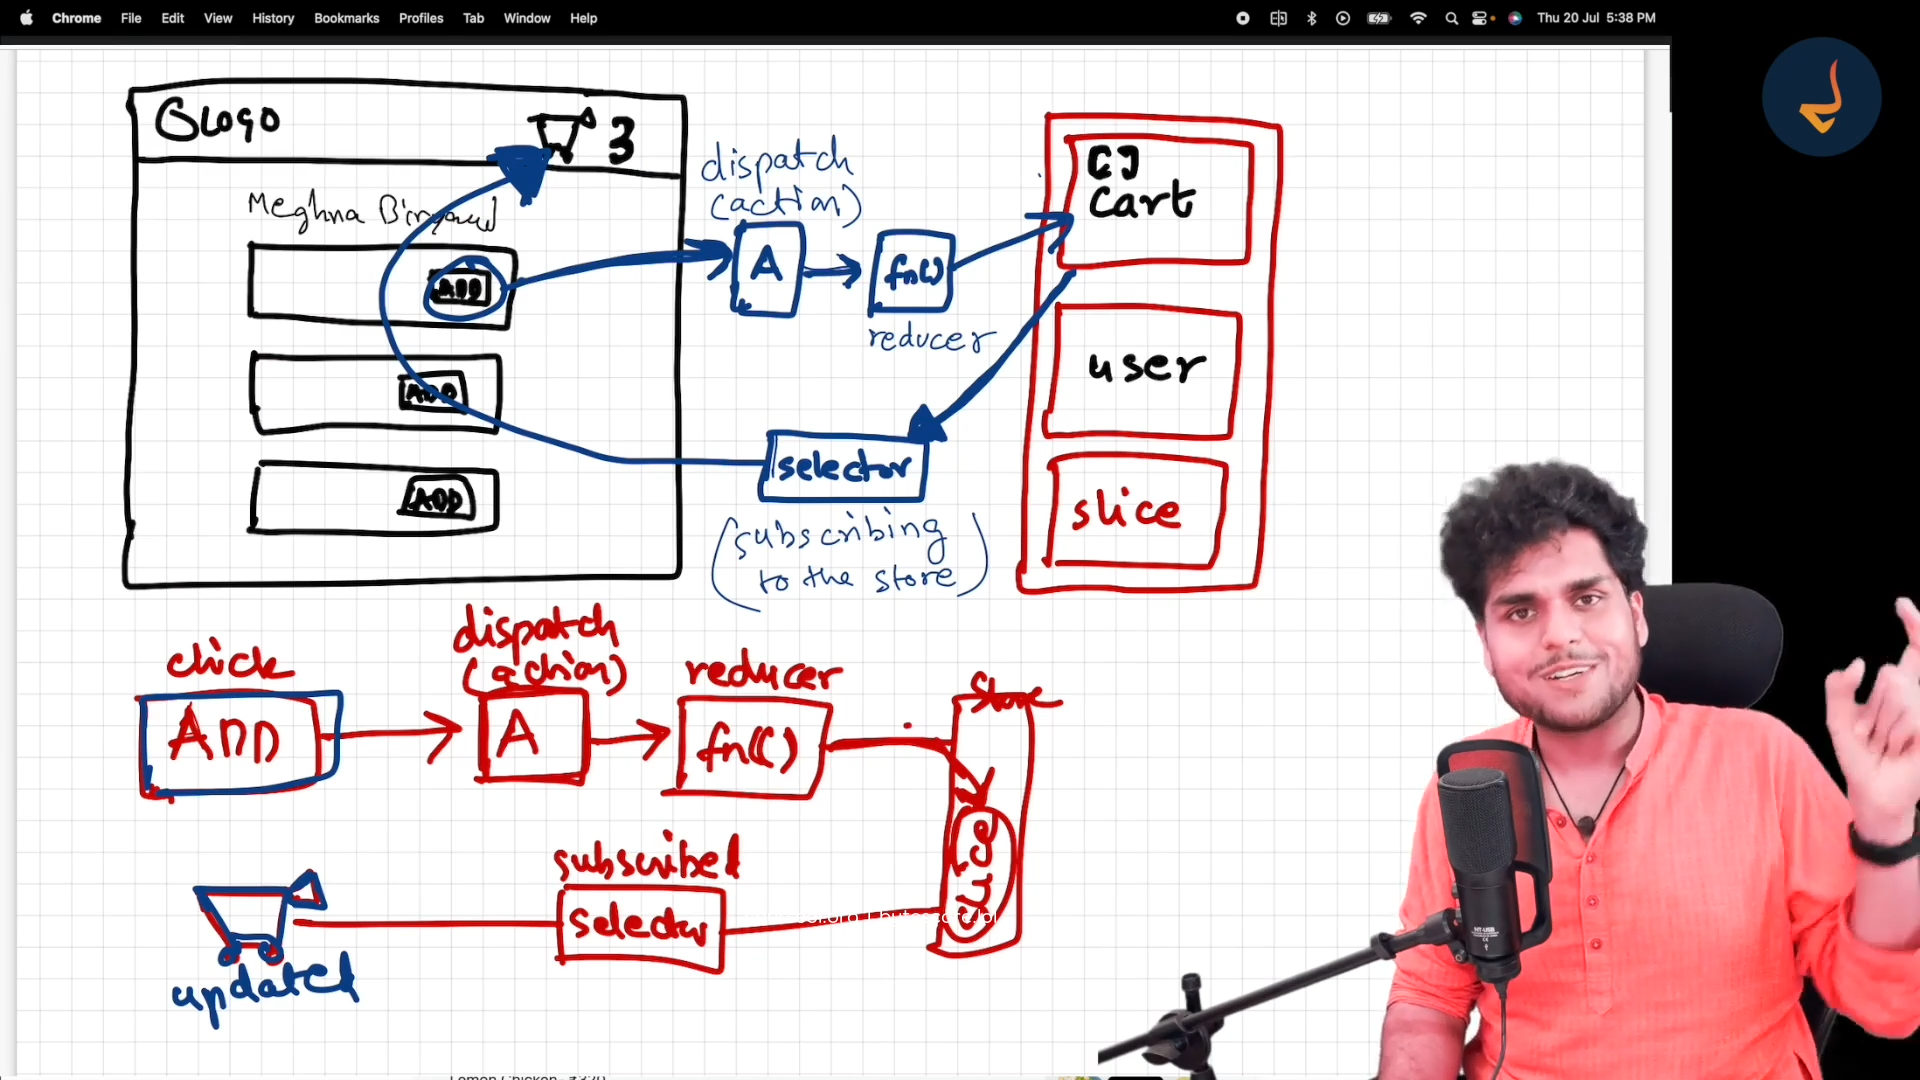 Chrome File Edit View History Bookmarks Profiles Tab Window Help
Thu 20 Jul 5:38 PM
Logo
3
Meghna
ADD
ADD
ADD
dispatch
(action)
A
fn()
reducer
selector
(subscribing
to the store)
Cart
user
slice
click
ADD
dispatch
(action)
A
reducer
fn()
Store
slice
subscribed
selector
updated